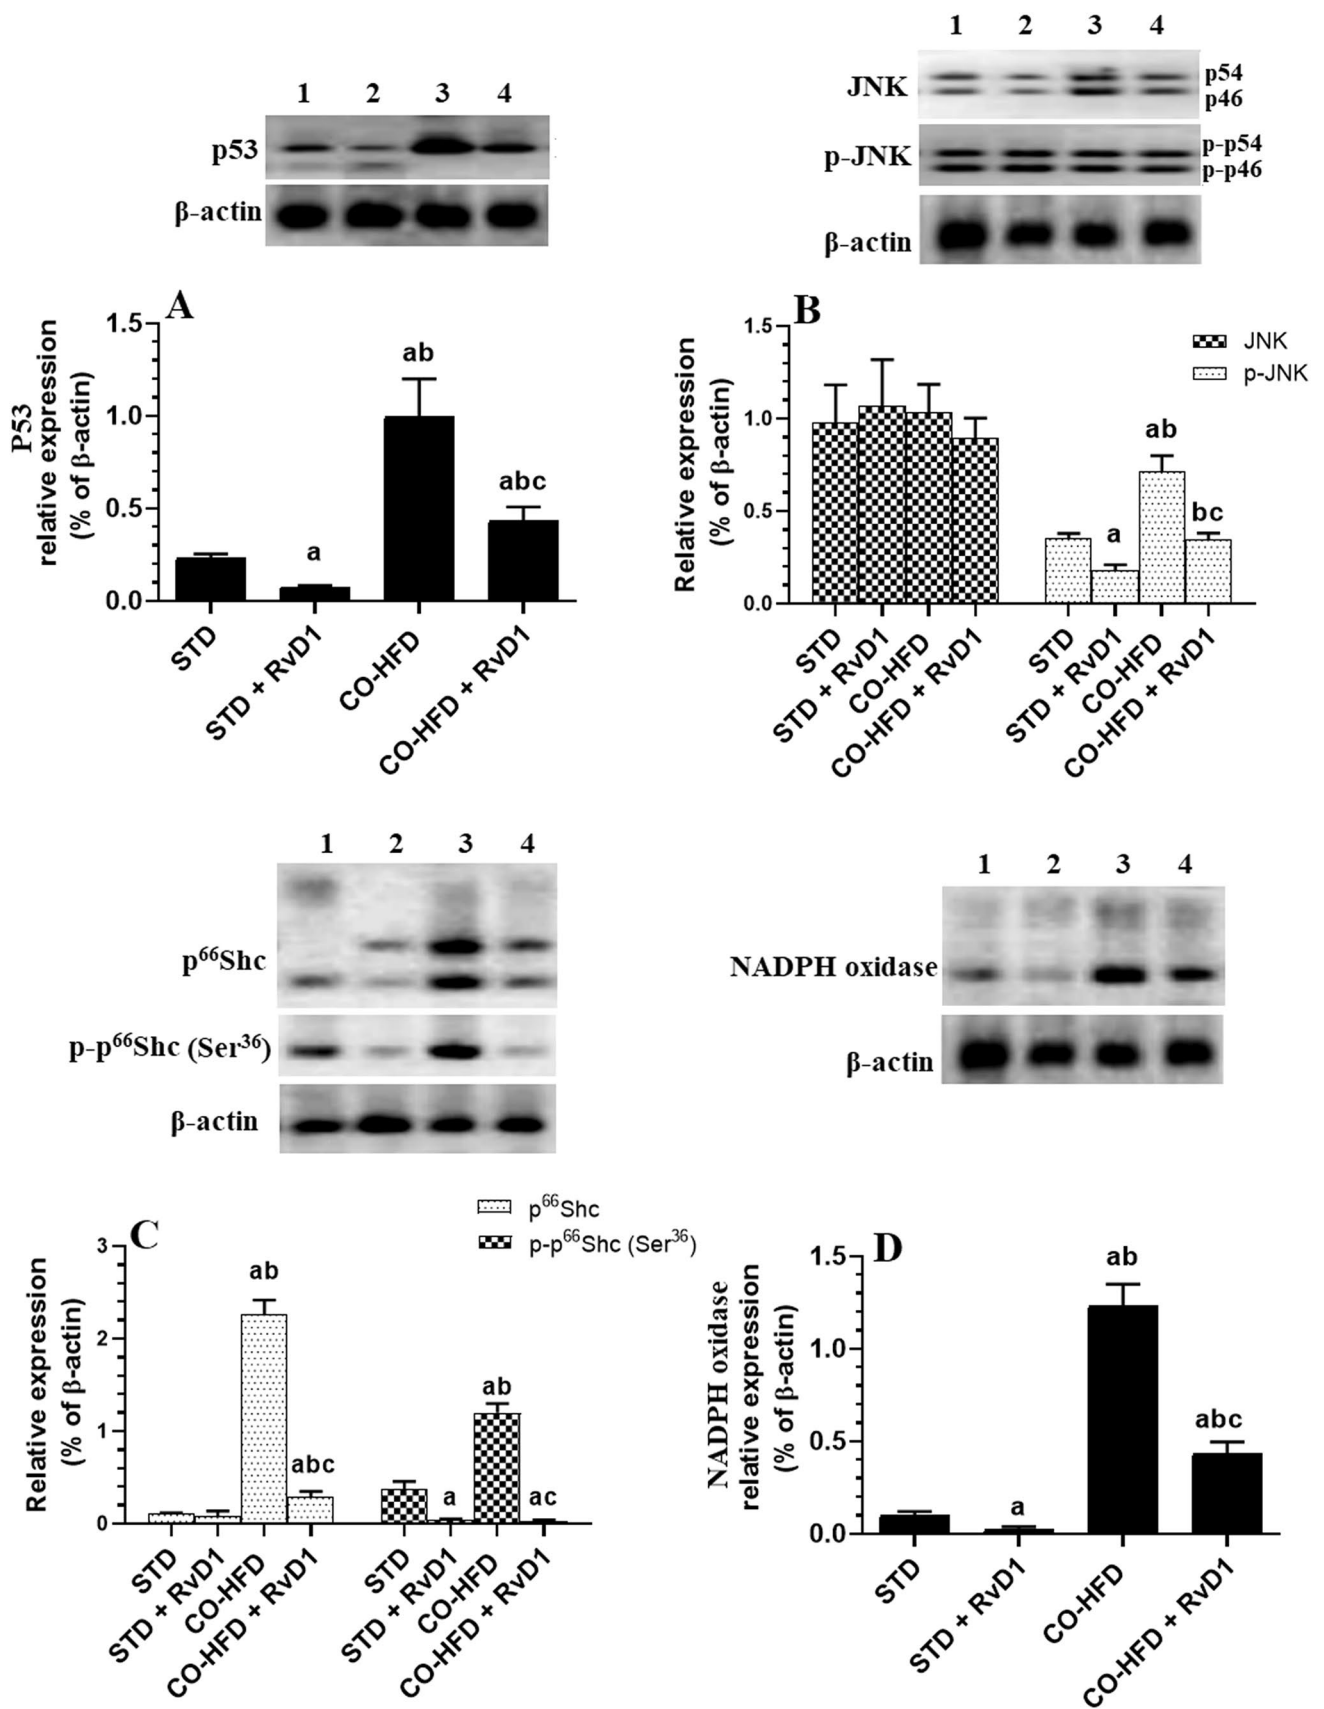 1 2 3 4
p53
β-actin
A
P53
relative expression
(% of β-actin)
1.5
1.0
0.5
0.0
ab
abc
a
STD
STD + RvD1
CO-HFD
CO-HFD + RvD1
1 2 3 4
JNK
p54
p46
p-JNK
p-p54
p-p46
β-actin
B
JNK
p-JNK
Relative expression
(% of β-actin)
1.5
1.0
0.5
0.0
ab
bc
a
STD
STD + RvD1
CO-HFD
CO-HFD + RvD1
STD
STD + RvD1
CO-HFD
CO-HFD + RvD1
1 2 3 4
p⁶⁶Shc
p-p⁶⁶Shc (Ser³⁶)
β-actin
p⁶⁶Shc
p-p⁶⁶Shc (Ser³⁶)
C
Relative expression
(% of β-actin)
3
2
1
0
ab
abc
ab
a
ac
STD
STD + RvD1
CO-HFD
CO-HFD + RvD1
STD
STD + RvD1
CO-HFD
CO-HFD + RvD1
1 2 3 4
NADPH oxidase
β-actin
D
NADPH oxidase
relative expression
(% of β-actin)
1.5
1.0
0.5
0.0
ab
abc
a
STD
STD + RvD1
CO-HFD
CO-HFD + RvD1